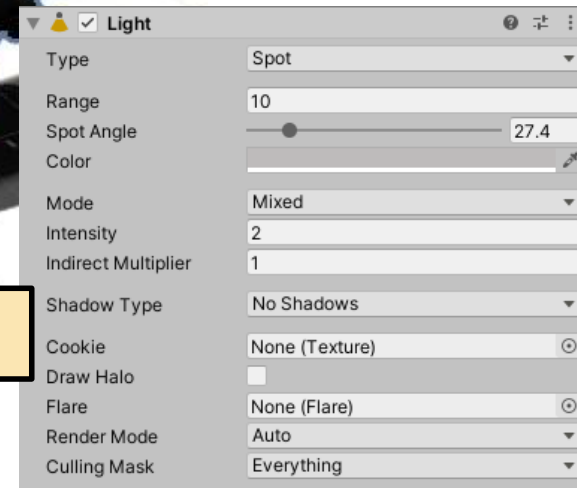 Light
Type Spot
Range 10
Spot Angle 27.4
Color
Mode Mixed
Intensity 2
Indirect Multiplier 1
Shadow Type No Shadows
Cookie None (Texture)
Draw Halo
Flare None (Flare)
Render Mode Auto
Culling Mask Everything